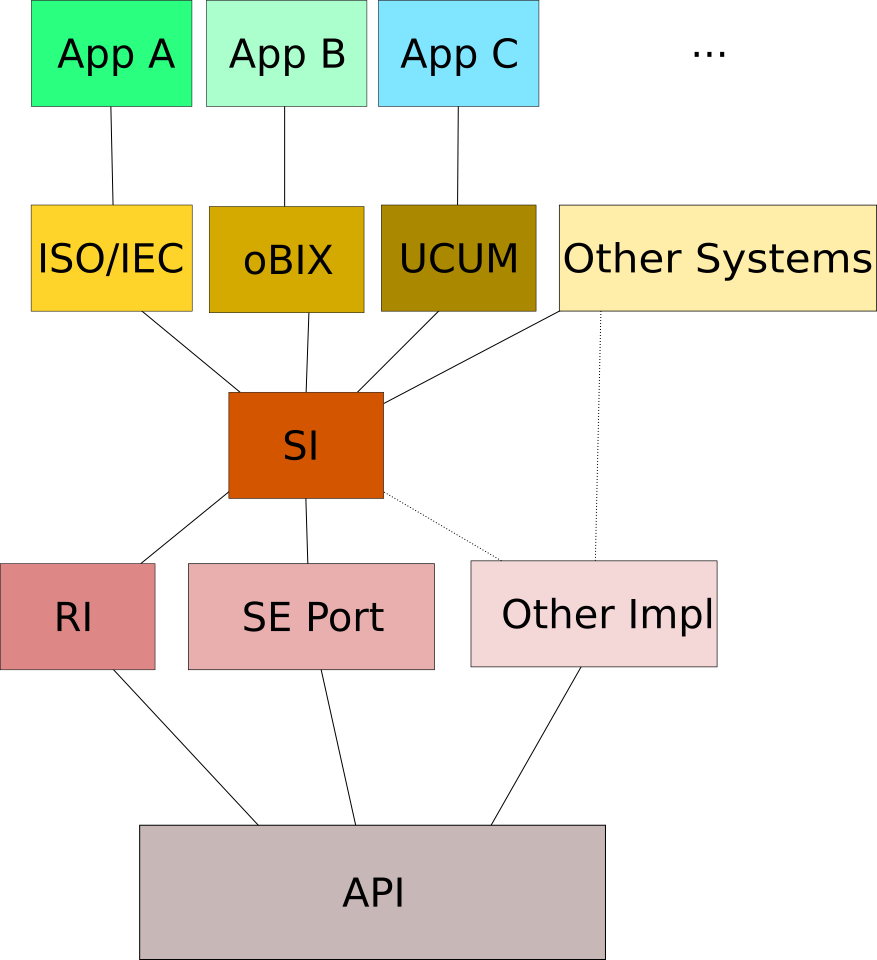 App A
App B
App C
...
ISO/IEC
oBIX
UCUM
Other Systems
SI
RI
SE Port
Other Impl
API